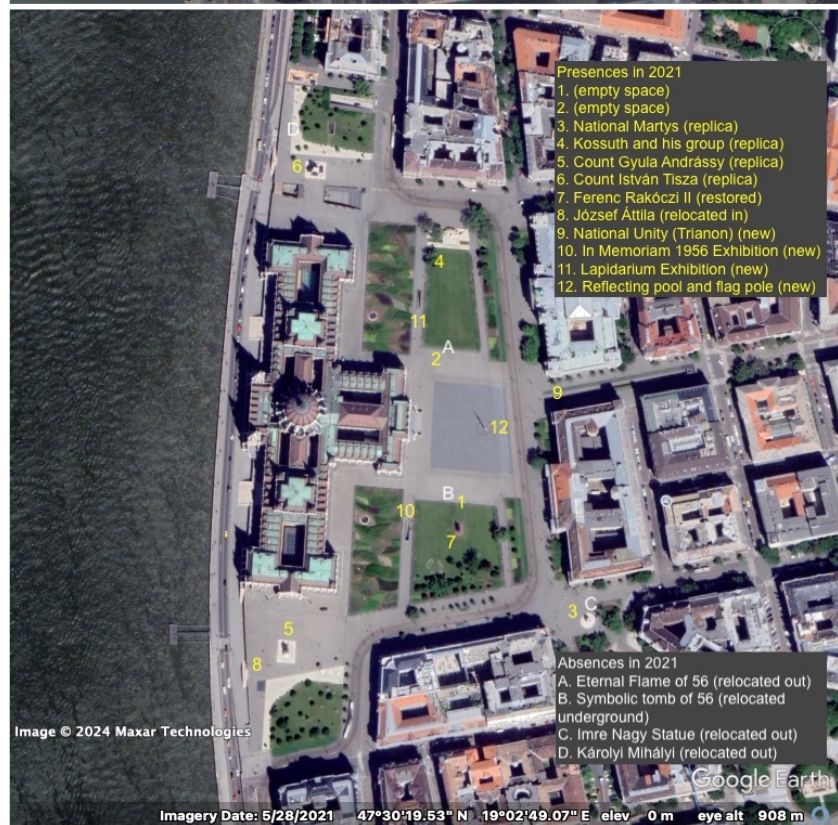 Presences in 2021
1. (empty space)
2. (empty space)
3. National Martys (replica)
4. Kossuth and his group (replica)
5. Count Gyula Andrássy (replica)
6. Count István Tisza (replica)
7. Ferenc Rakóczi II (restored)
8. József Áttila (relocated in)
9. National Unity (Trianon) (new)
10. In Memoriam 1956 Exhibition (new)
11. Lapidarium Exhibition (new)
12. Reflecting pool and flag pole (new)
D
6
4
11
A
2
9
12
B
10
1
7
3
C
5
8
Absences in 2021
A. Eternal Flame of 56 (relocated out)
B. Symbolic tomb of 56 (relocated
underground)
C. Imre Nagy Statue (relocated out)
D. Károlyi Mihályi (relocated out)
Image © 2024 Maxar Technologies
Google Earth
Imagery Date: 5/28/2021 47°30'19.53" N 19°02'49.07" E elev 0 m eye alt 908 m